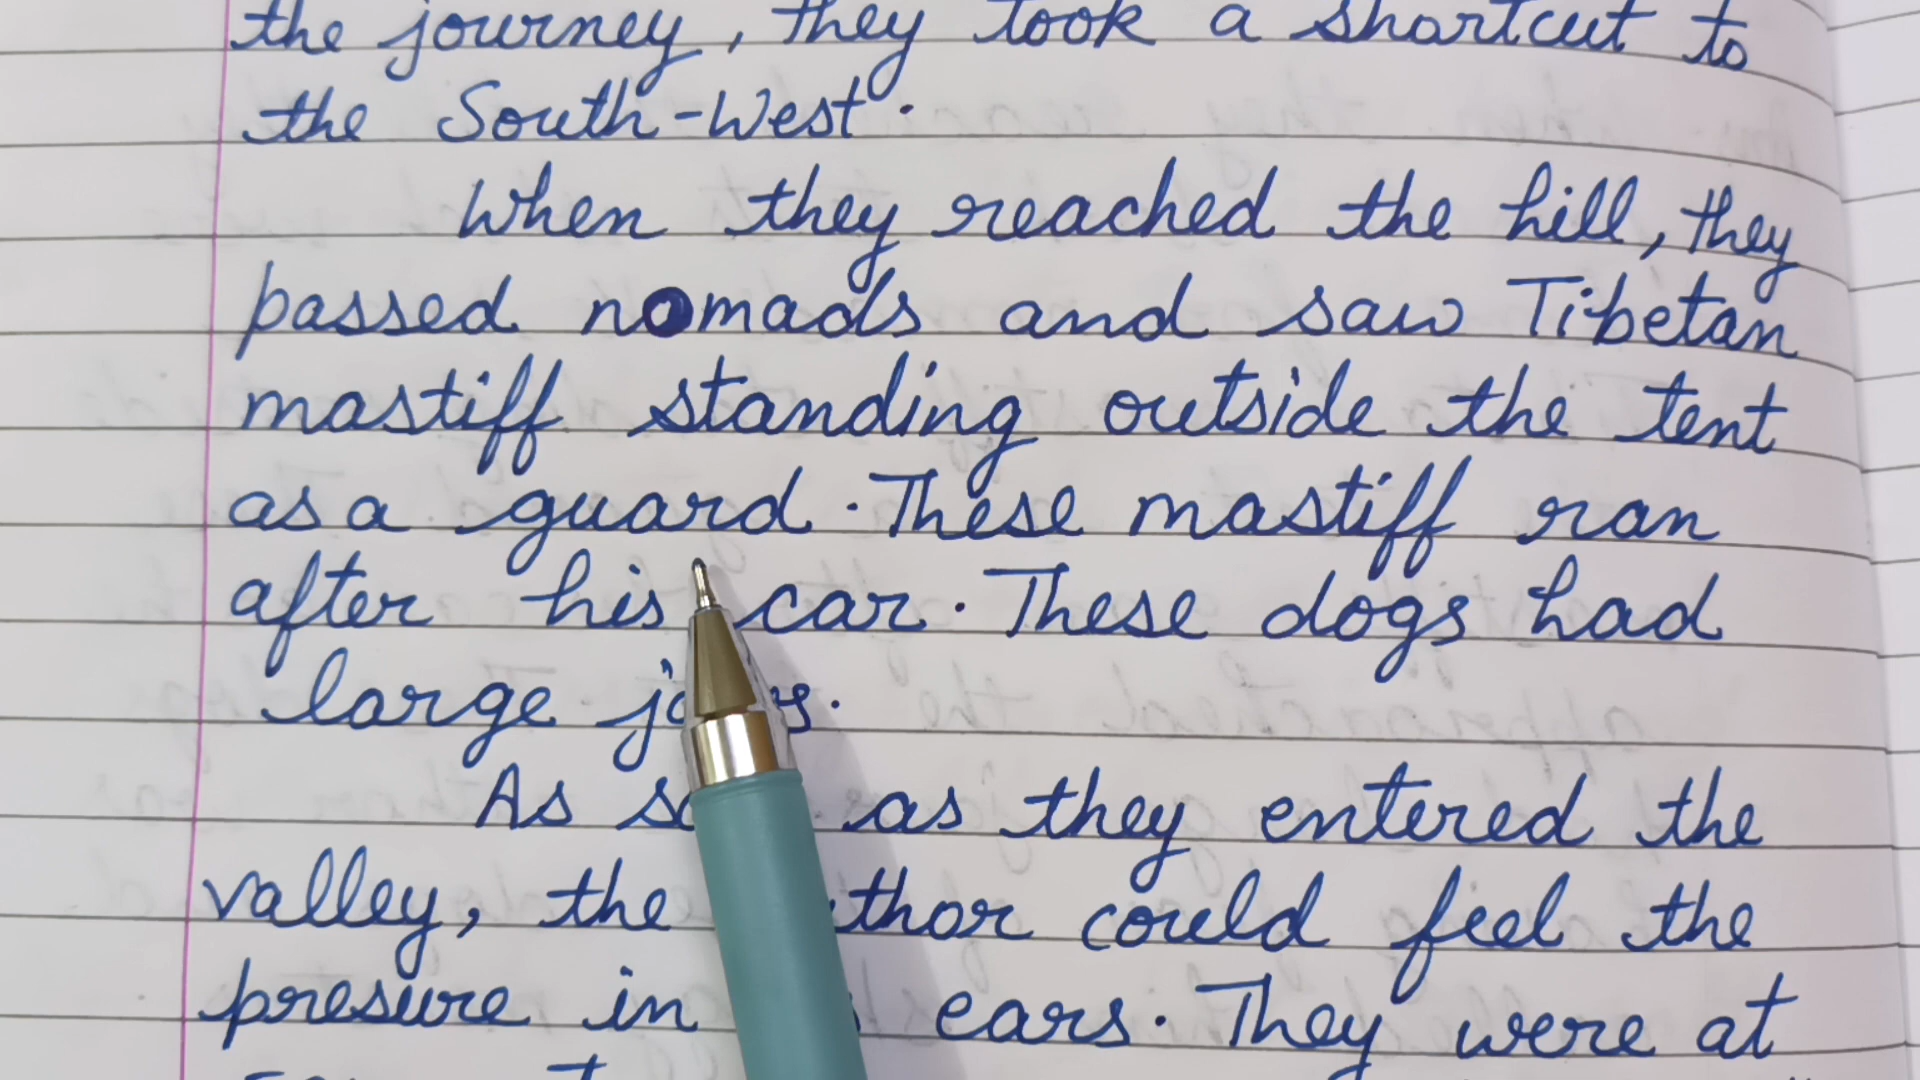 the journey, they took a shortcut to
the South-West.
When they reached the hill, they
passed nomads and saw Tibetan
mastiff standing outside the tent
as a guard. These mastiff ran
after his car. These dogs had
large
As as they entered the
valley, the could feel the
presure in ears. They were at